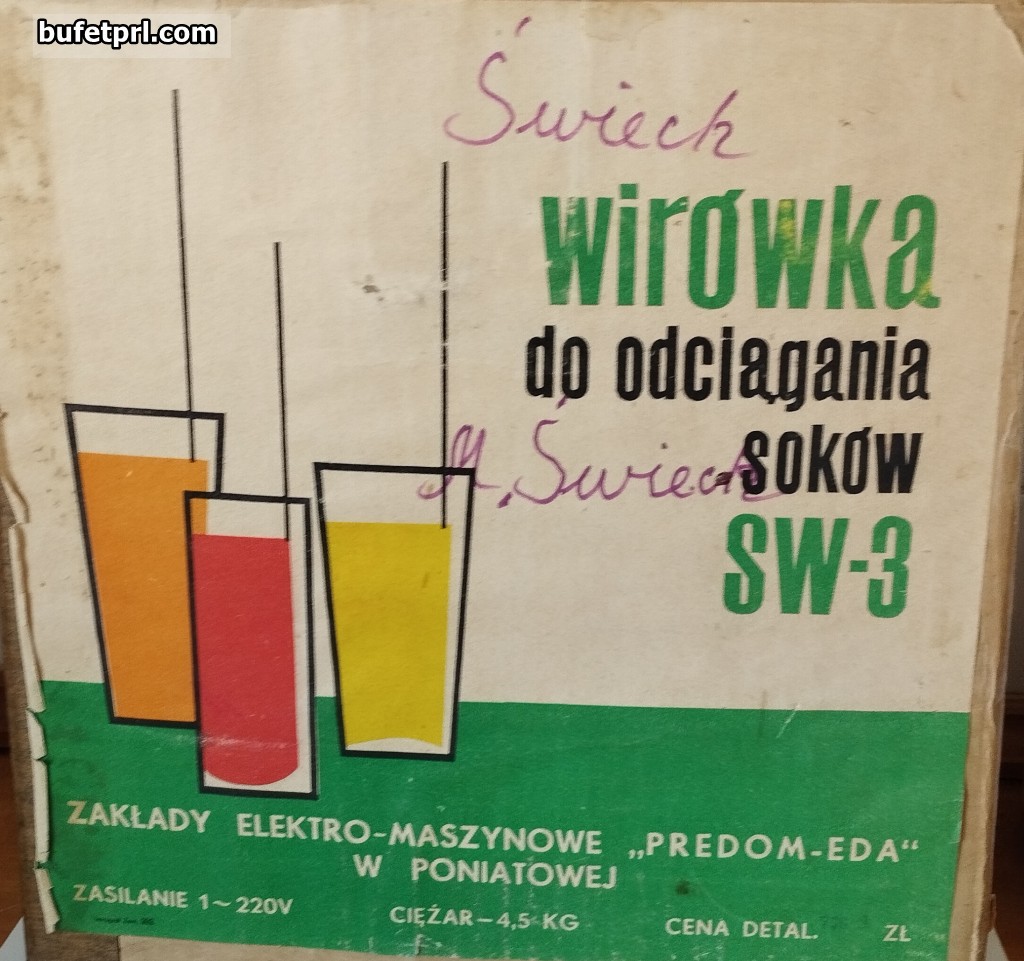 bufetprl.com
Świeck
wirówka
do odciągania
soków
M. Świeck
SW-3
ZAKŁADY ELEKTRO-MASZYNOWE „PREDOM-EDA“
W PONIATOWEJ
ZASILANIE 1~220V
CIĘŻAR – 4,5 KG
CENA DETAL. ZŁ